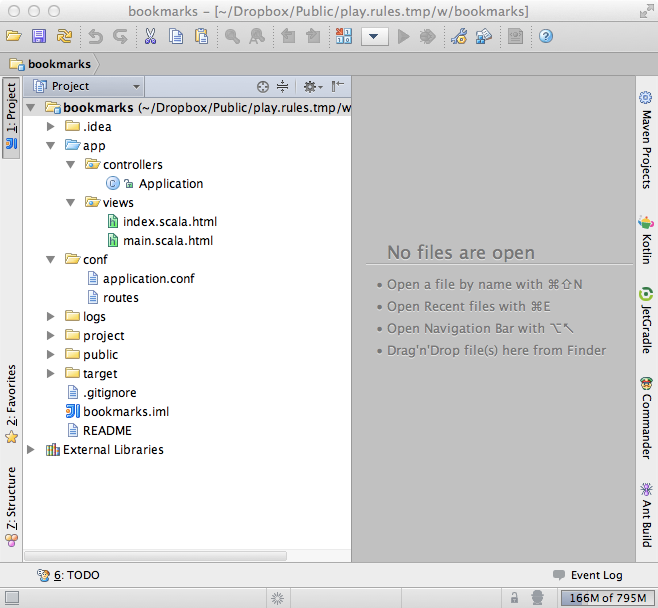 bookmarks – [~/Dropbox/Public/play.rules.tmp/w/bookmarks]
bookmarks
Project
1: Project
bookmarks (~/Dropbox/Public/play.rules.tmp/w
.idea
app
controllers
Application
views
index.scala.html
main.scala.html
conf
application.conf
routes
logs
project
public
target
.gitignore
bookmarks.iml
README
External Libraries
2: Favorites
Z: Structure
No files are open
• Open a file by name with ⌘⇧N
• Open Recent files with ⌘E
• Open Navigation Bar with ⌥↖
• Drag'n'Drop file(s) here from Finder
Maven Projects
Kotlin
JetGradle
Commander
Ant Build
6: TODO
Event Log
166M of 795M